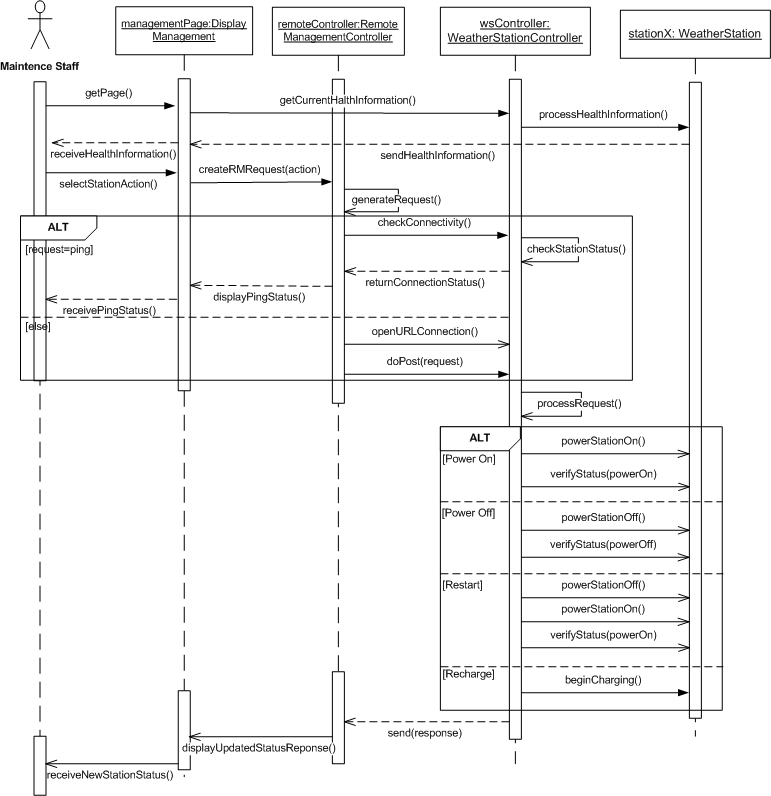 managementPage:Display
Management
remoteController:Remote
ManagementController
wsController:
WeatherStationController
stationX: WeatherStation
Maintence Staff
getPage()
getCurrentHalthInformation()
processHealthInformation()
receiveHealthInformation()
sendHealthInformation()
selectStationAction()
createRMRequest(action)
generateRequest()
ALT
[request=ping]
checkConnectivity()
checkStationStatus()
returnConnectionStatus()
displayPingStatus()
receivePingStatus()
[else]
openURLConnection()
doPost(request)
processRequest()
ALT
[Power On]
powerStationOn()
verifyStatus(powerOn)
[Power Off]
powerStationOff()
verifyStatus(powerOff)
[Restart]
powerStationOff()
powerStationOn()
verifyStatus(powerOn)
[Recharge]
beginCharging()
send(response)
displayUpdatedStatusReponse()
receiveNewStationStatus()